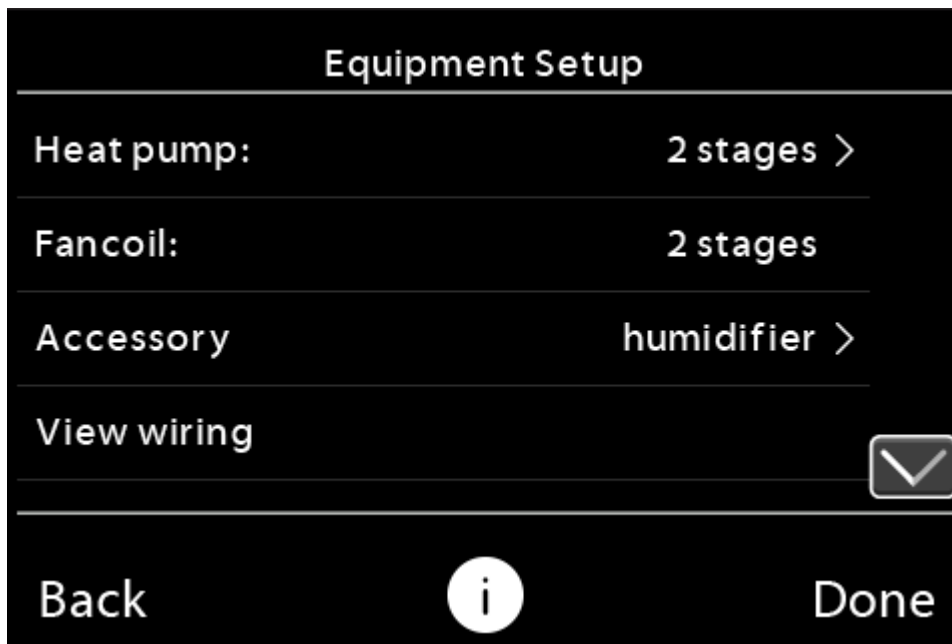 Equipment Setup
Heat pump: 2 stages >
Fancoil: 2 stages
Accessory humidifier >
View wiring
Back i Done